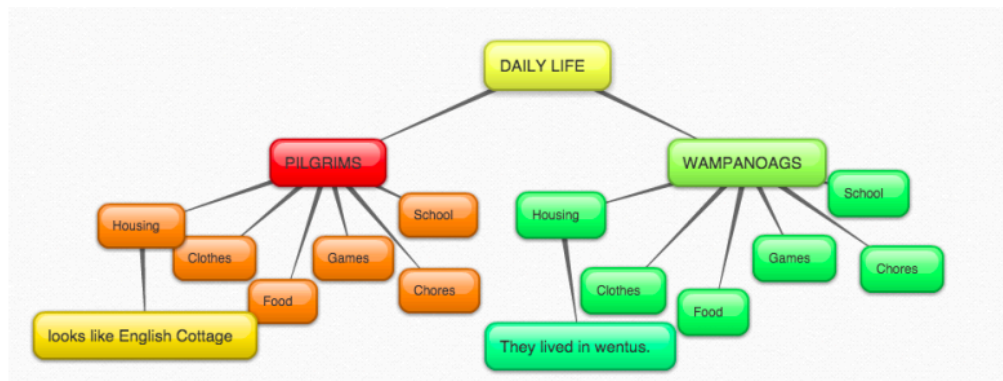 DAILY LIFE
PILGRIMS
WAMPANOAGS
Housing
Clothes
Food
Games
Chores
School
looks like English Cottage
Housing
Clothes
Food
Games
Chores
School
They lived in wentus.